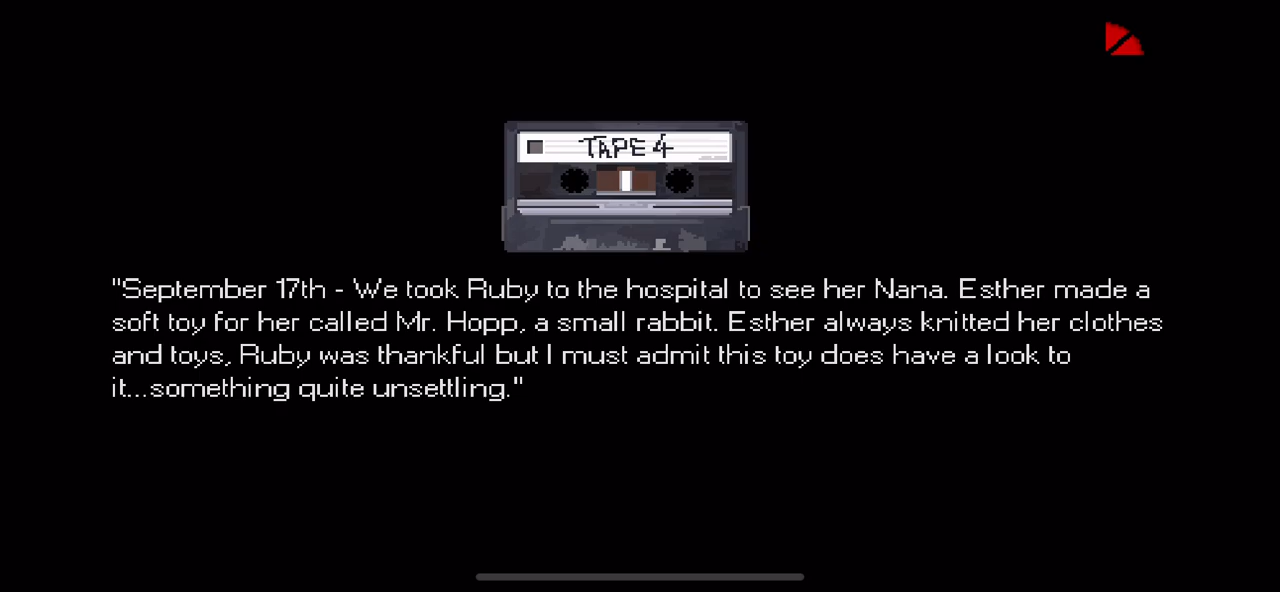 TAPE 4
"September 17th - We took Ruby to the hospital to see her Nana. Esther made a
soft toy for her called Mr. Hopp, a small rabbit. Esther always knitted her clothes
and toys, Ruby was thankful but I must admit this toy does have a look to
it...something quite unsettling."